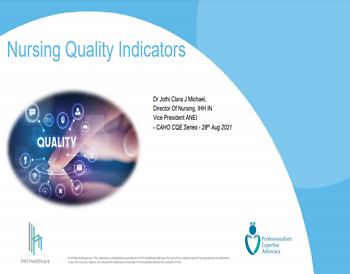 Nursing Quality Indicators
Dr Jothi Clara J Michael,
Director Of Nursing, IHH IN
Vice President ANEI
- CAHO CQE Series - 28th Aug 2021
QUALITY
IHH Healthcare
Professionalism
Expertise
Advocacy